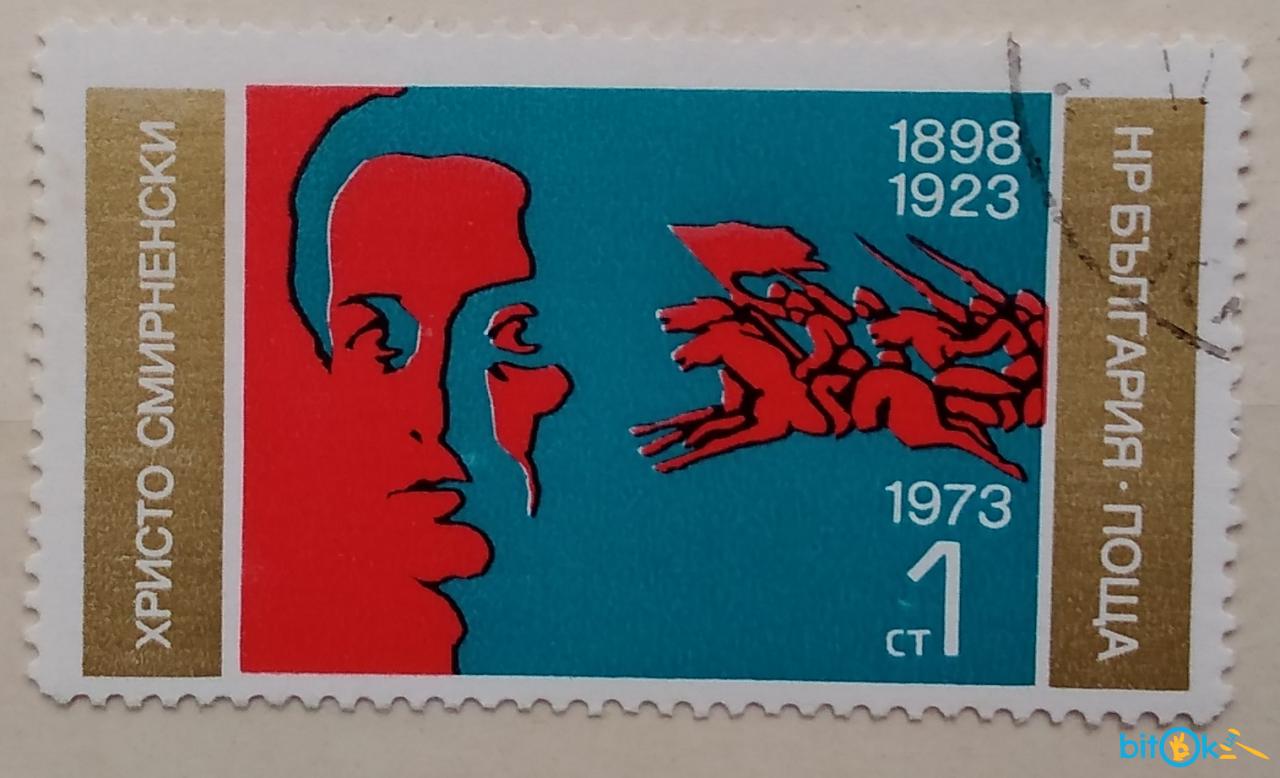 ХРИСТО СМИРНЕНСКИ
1898
1923
1973
1
СТ
НР БЪЛГАРИЯ · ПОЩА
bitok